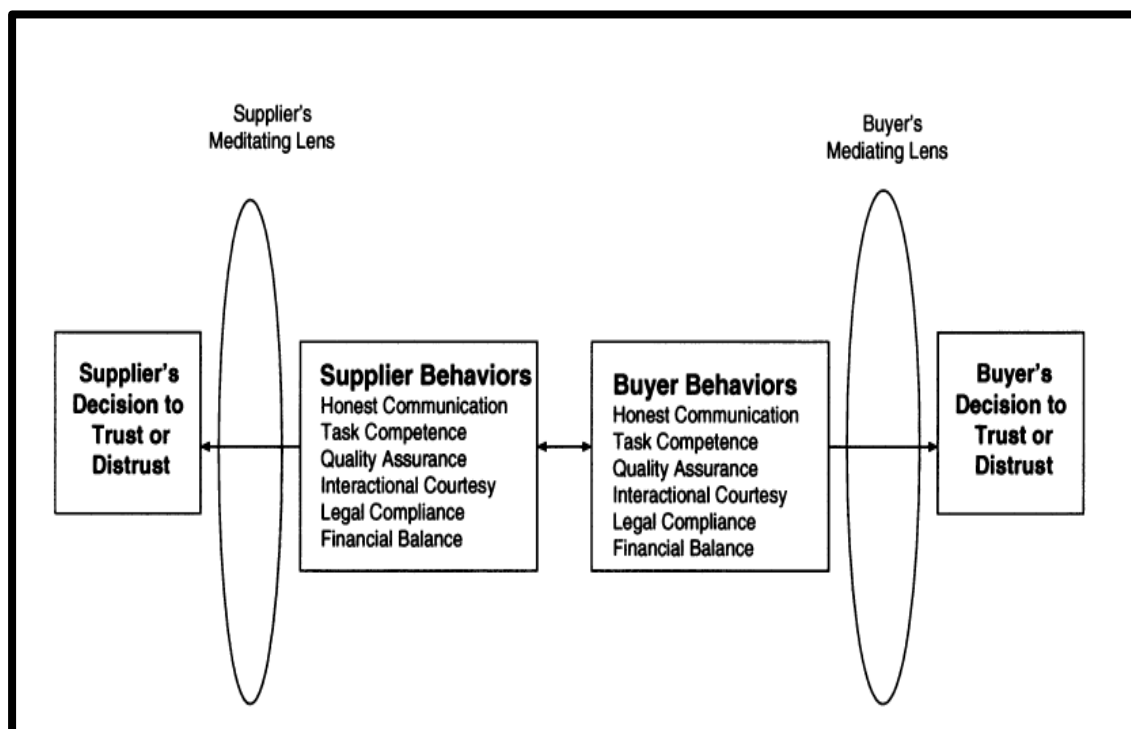 Supplier's
Meditating Lens
Buyer's
Mediating Lens
Supplier's
Decision to
Trust or
Distrust
Supplier Behaviors
Honest Communication
Task Competence
Quality Assurance
Interactional Courtesy
Legal Compliance
Financial Balance
Buyer Behaviors
Honest Communication
Task Competence
Quality Assurance
Interactional Courtesy
Legal Compliance
Financial Balance
Buyer's
Decision to
Trust or
Distrust